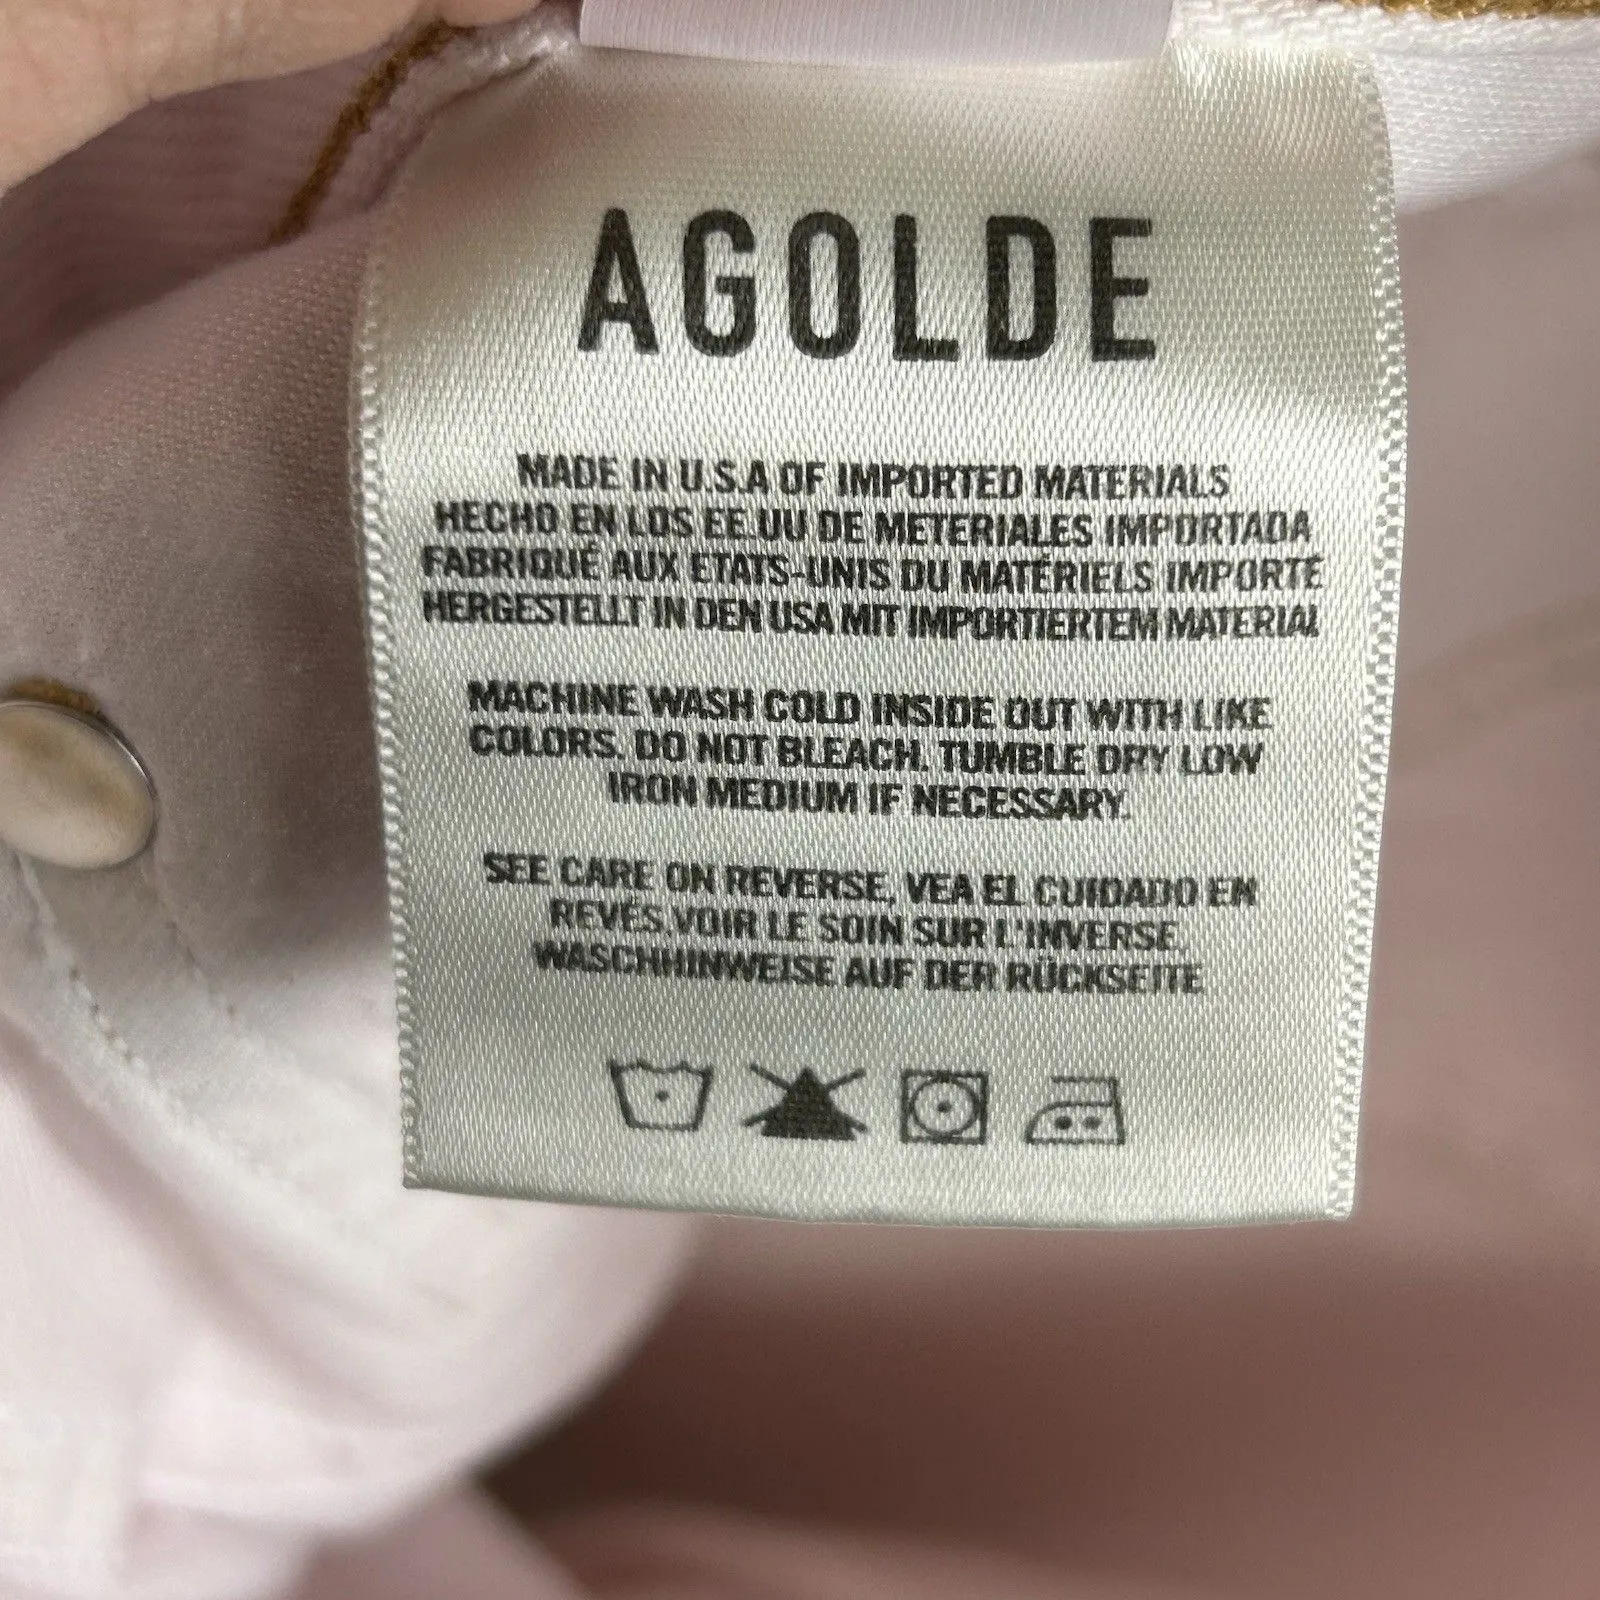 AGOLDE
MADE IN U.S.A OF IMPORTED MATERIALS
HECHO EN LOS EE.UU DE METERIALES IMPORTADA
FABRIQUÉ AUX ETATS-UNIS DU MATÉRIELS IMPORTÉ
HERGESTELLT IN DEN USA MIT IMPORTIERTEM MATERIAL
MACHINE WASH COLD INSIDE OUT WITH LIKE
COLORS. DO NOT BLEACH. TUMBLE DRY LOW
IRON MEDIUM IF NECESSARY.
SEE CARE ON REVERSE, VEA EL CUIDADO EN
REVÉS.VOIR LE SOIN SUR L'INVERSE.
WASCHHINWEISE AUF DER RÜCKSEITE